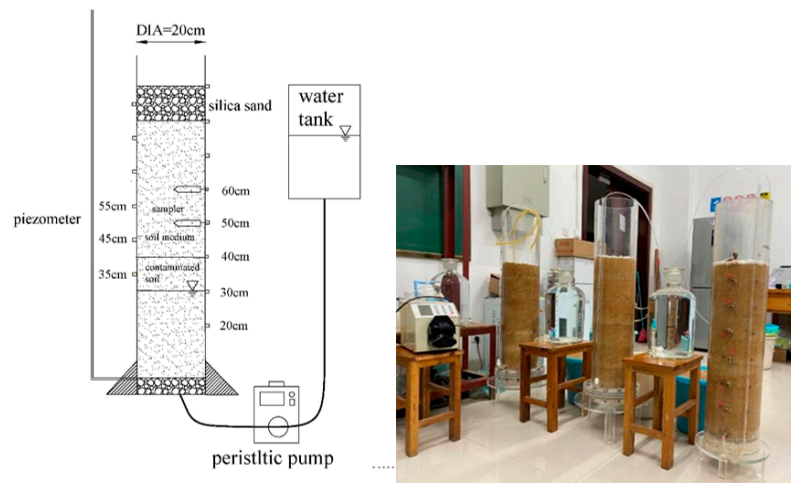 DIA=20cm
silica sand
water
tank
60cm
55cm
sampler
piezometer
50cm
45cm
soil medium
40cm
contaminated
soil
35cm
30cm
20cm
peristltic pump
......